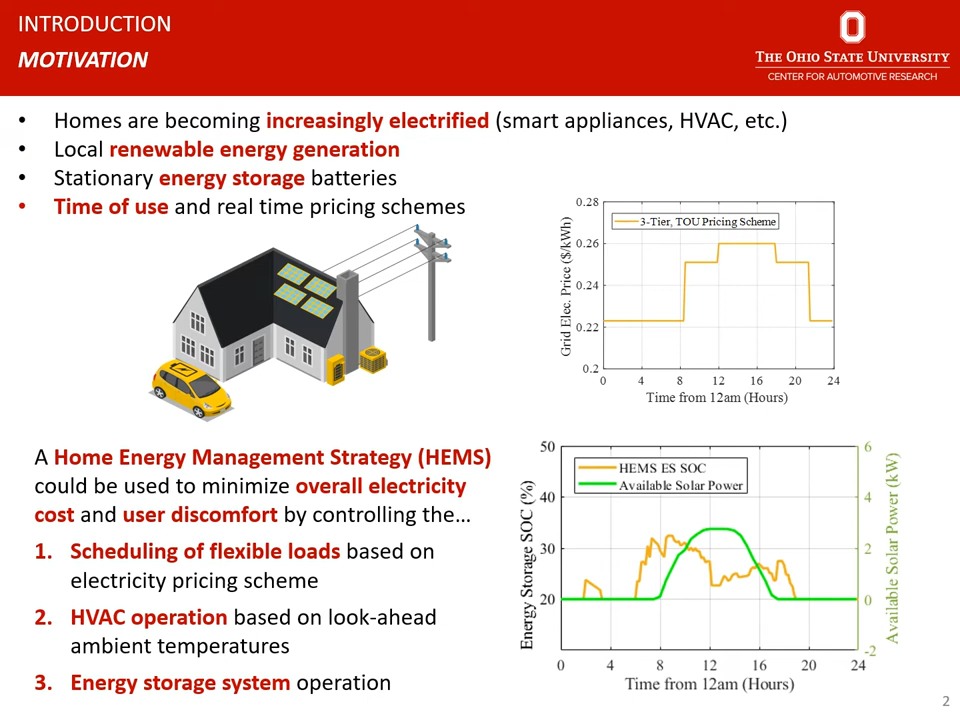 INTRODUCTION
MOTIVATION
THE OHIO STATE UNIVERSITY
CENTER FOR AUTOMOTIVE RESEARCH
• Homes are becoming increasingly electrified (smart appliances, HVAC, etc.)
• Local renewable energy generation
• Stationary energy storage batteries
• Time of use and real time pricing schemes
0.28
0.26
0.24
0.22
0.2
Grid Elec. Price ($/kWh)
3-Tier, TOU Pricing Scheme
0 4 8 12 16 20 24
Time from 12am (Hours)
A Home Energy Management Strategy (HEMS)
could be used to minimize overall electricity
cost and user discomfort by controlling the…
1. Scheduling of flexible loads based on
electricity pricing scheme
2. HVAC operation based on look-ahead
ambient temperatures
3. Energy storage system operation
50
40
30
20
Energy Storage SOC (%)
HEMS ES SOC
Available Solar Power
6
4
2
0
-2
Available Solar Power (kW)
0 4 8 12 16 20 24
Time from 12am (Hours)
2